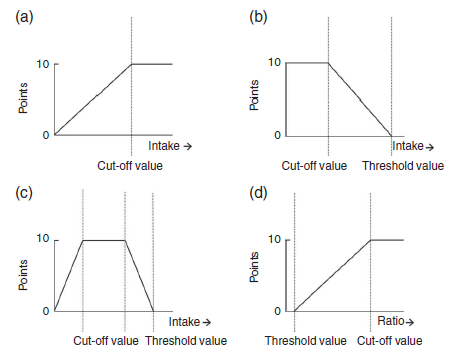 (a)
10
Points
0
Intake →
Cut-off value
(b)
10
Points
0
Intake →
Cut-off value Threshold value
(c)
10
Points
0
Intake →
Cut-off value Threshold value
(d)
10
Points
0
Ratio→
Threshold value Cut-off value